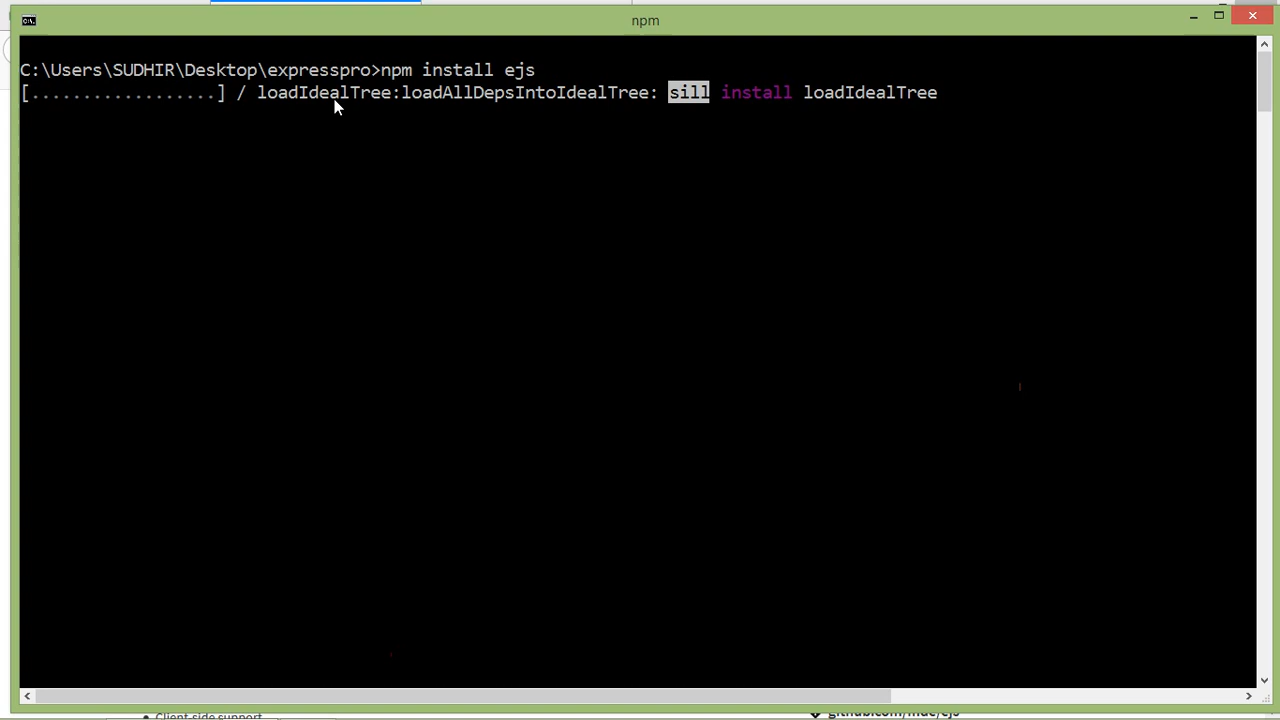 npm
C:\Users\SUDHIR\Desktop\expresspro>npm install ejs
[..................] / loadIdealTree:loadAllDepsIntoIdealTree: sill install loadIdealTree
Client-side support
github.com/mde/ejs